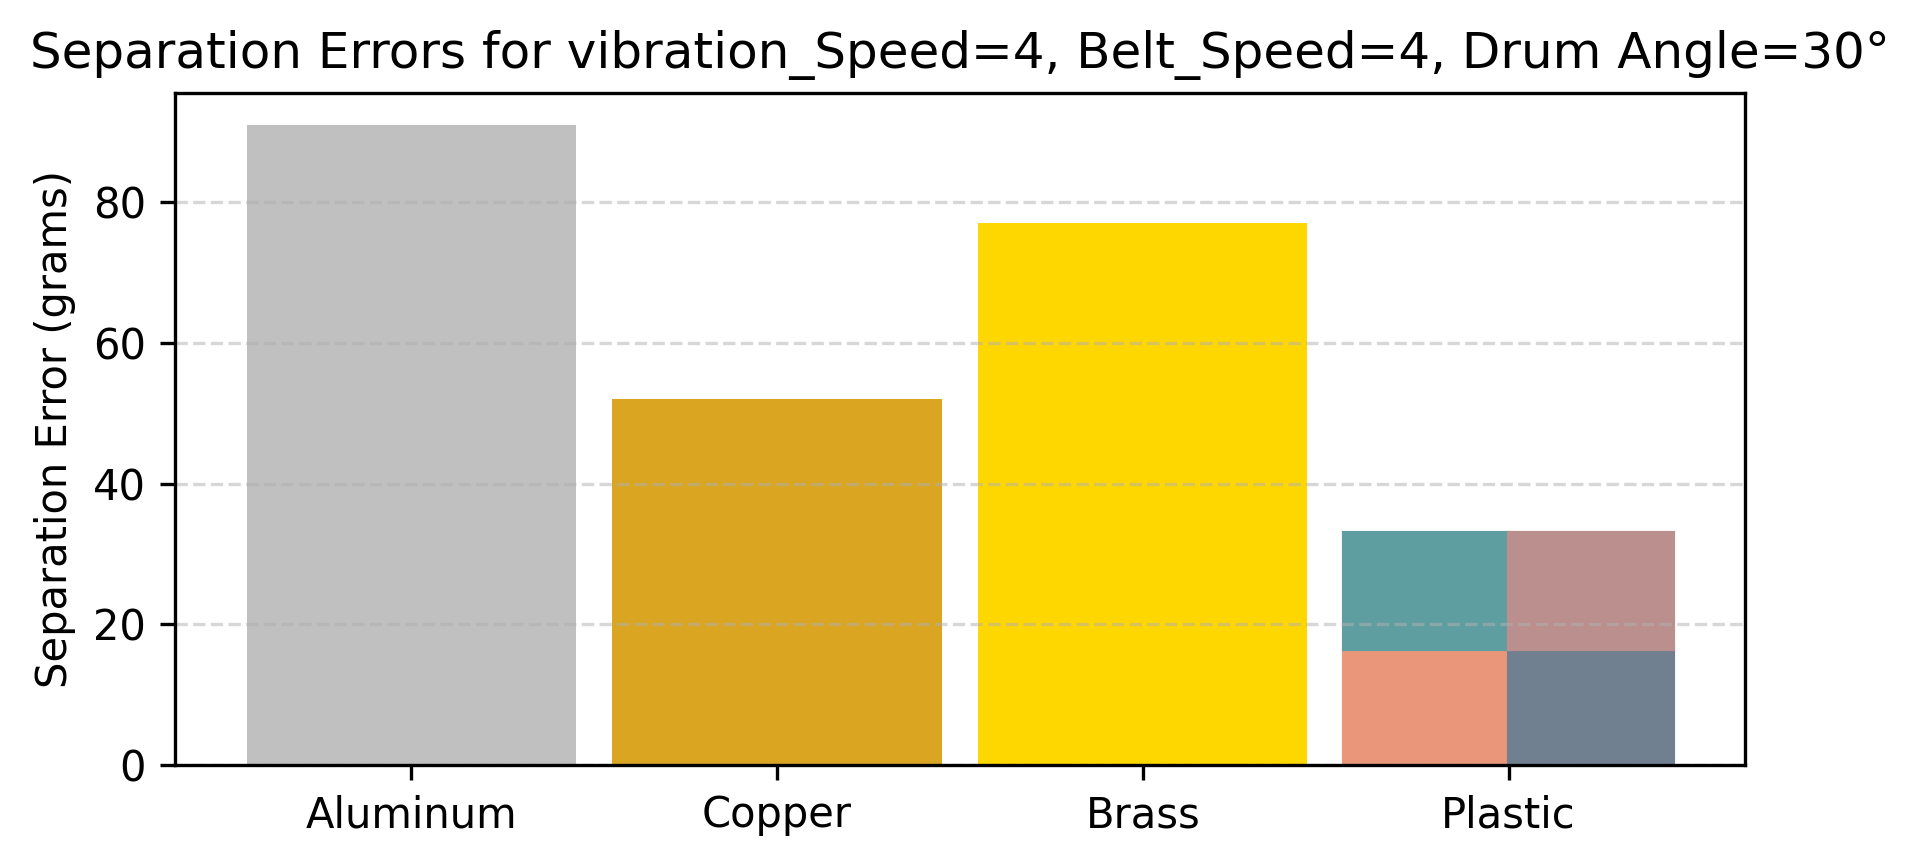 Separation Errors for vibration_Speed=4, Belt_Speed=4, Drum Angle=30°
Separation Error (grams)
80
60
40
20
0
Aluminum
Copper
Brass
Plastic